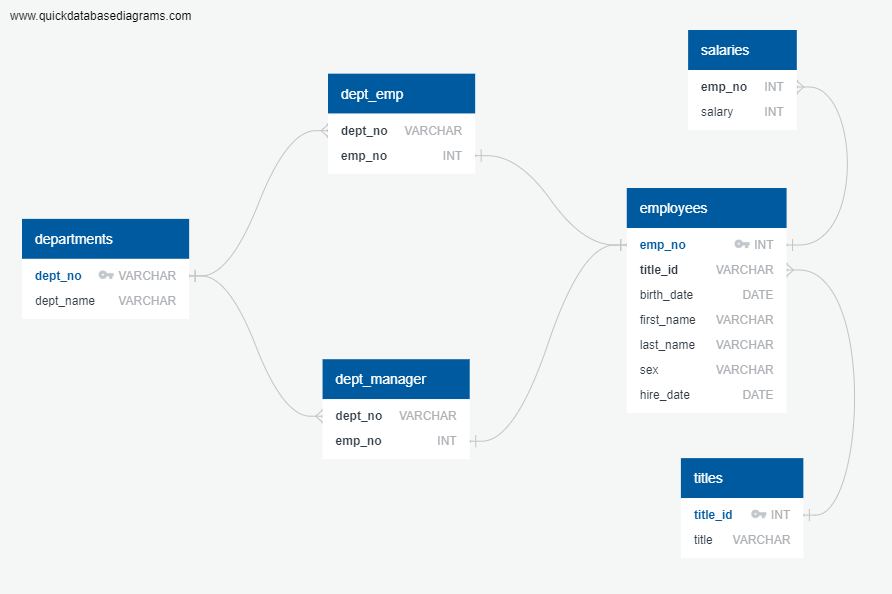 www.quickdatabasediagrams.com
departments
dept_no VARCHAR
dept_name VARCHAR
dept_emp
dept_no VARCHAR
emp_no INT
dept_manager
dept_no VARCHAR
emp_no INT
salaries
emp_no INT
salary INT
employees
emp_no INT
title_id VARCHAR
birth_date DATE
first_name VARCHAR
last_name VARCHAR
sex VARCHAR
hire_date DATE
titles
title_id INT
title VARCHAR